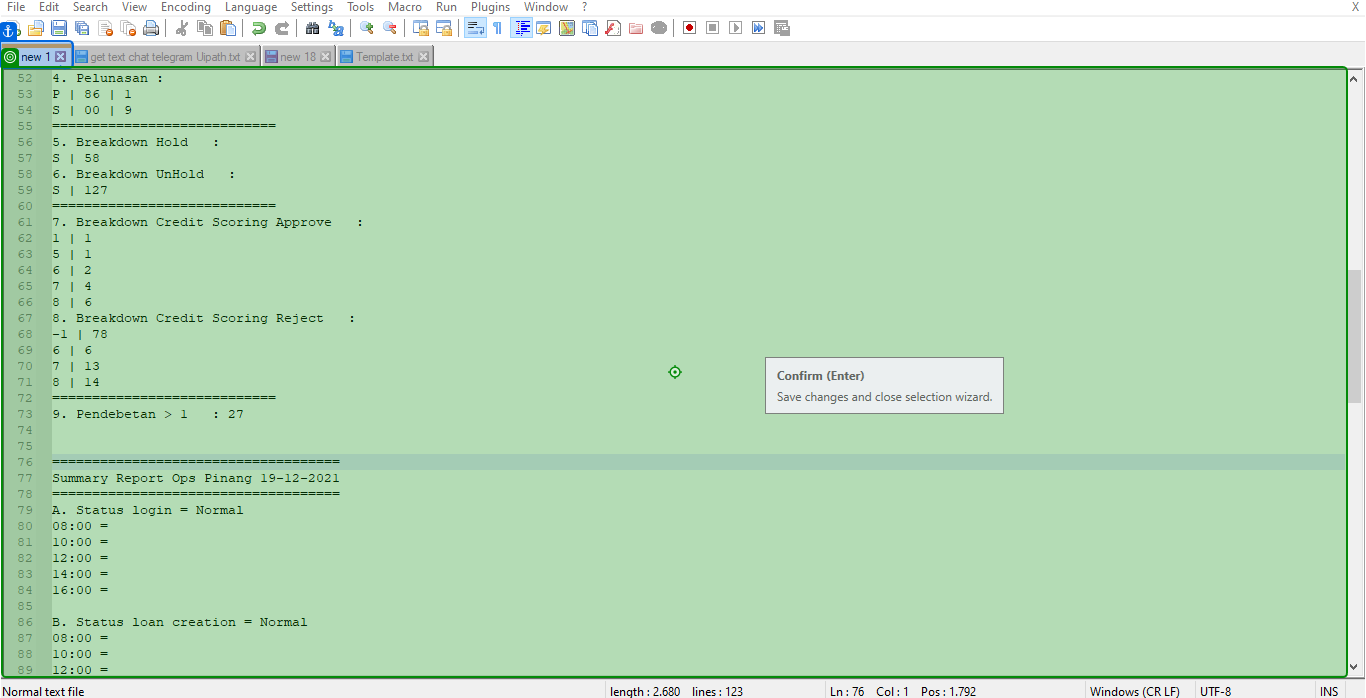 File Edit Search View Encoding Language Settings Tools Macro Run Plugins Window ? X
new 1 get text chat telegram Uipath.txt new 18 Template.txt
52 4. Pelunasan :
53 P | 86 | 1
54 S | 00 | 9
55 ============================
56 5. Breakdown Hold :
57 S | 58
58 6. Breakdown UnHold :
59 S | 127
60 ============================
61 7. Breakdown Credit Scoring Approve :
62 1 | 1
63 5 | 1
64 6 | 2
65 7 | 4
66 8 | 6
67 8. Breakdown Credit Scoring Reject :
68 -1 | 78
69 6 | 6
70 7 | 13
71 8 | 14
72 ============================
73 9. Pendebetan > 1 : 27
74
75
76 ====================================
77 Summary Report Ops Pinang 19-12-2021
78 ====================================
79 A. Status login = Normal
80 08:00 =
81 10:00 =
82 12:00 =
83 14:00 =
84 16:00 =
85
86 B. Status loan creation = Normal
87 08:00 =
88 10:00 =
89 12:00 =
Confirm (Enter)
Save changes and close selection wizard.
Normal text file length : 2.680 lines : 123 Ln : 76 Col : 1 Pos : 1.792 Windows (CR LF) UTF-8 INS